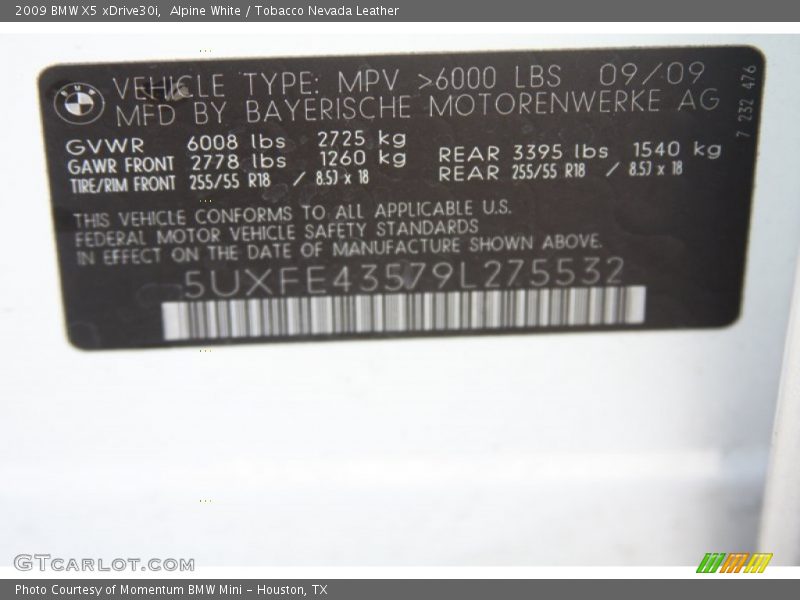 2009 BMW X5 xDrive30i,  Alpine White / Tobacco Nevada Leather
BMW
VEHICLE TYPE: MPV >6000 LBS 09/09
MFD BY BAYERISCHE MOTORENWERKE AG
7 232 476
GVWR 6008 lbs 2725 kg
GAWR FRONT 2778 lbs 1260 kg REAR 3395 lbs 1540 kg
TIRE/RIM FRONT 255/55 R18 / 8.5J x 18 REAR 255/55 R18 / 8.5J x 18
THIS VEHICLE CONFORMS TO ALL APPLICABLE U.S.
FEDERAL MOTOR VEHICLE SAFETY STANDARDS
IN EFFECT ON THE DATE OF MANUFACTURE SHOWN ABOVE.
5UXFE43579L275532
GTCARLOT.COM
Photo Courtesy of Momentum BMW Mini - Houston, TX